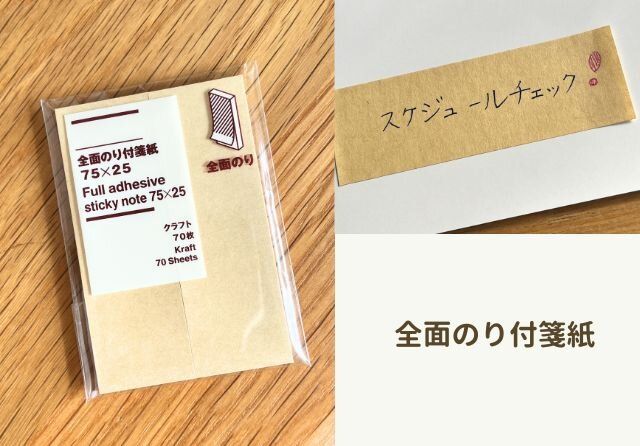 全面のり付箋紙
75×25
Full adhesive
sticky note 75×25
クラフト
70枚
Kraft
70 Sheets
全面のり
スケジュールチェック
全面のり付箋紙